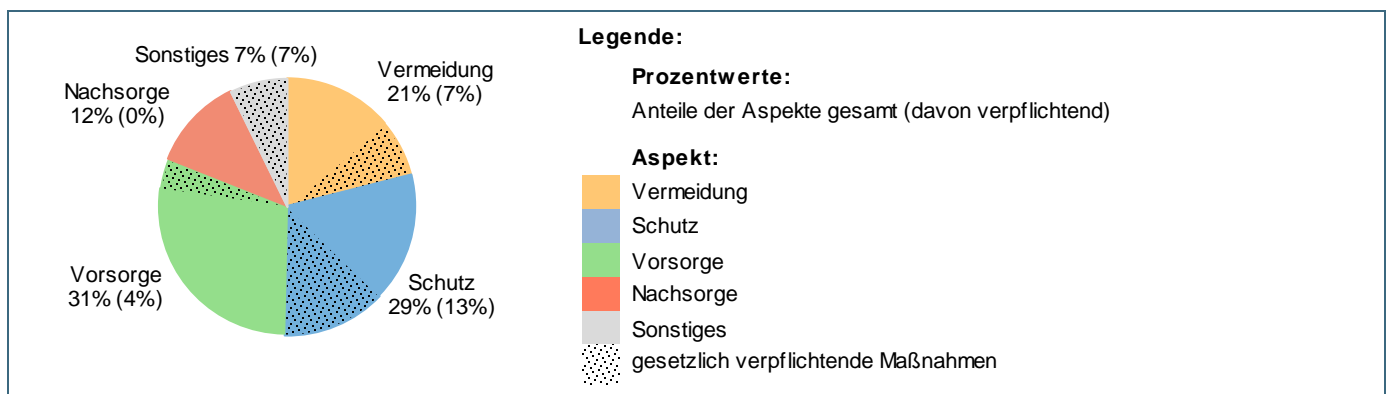 Sonstiges 7% (7%)
Vermeidung
21% (7%)
Nachsorge
12% (0%)
Vorsorge
31% (4%)
Schutz
29% (13%)
Legende:
Prozentwerte:
Anteile der Aspekte gesamt (davon verpflichtend)
Aspekt:
Vermeidung
Schutz
Vorsorge
Nachsorge
Sonstiges
gesetzlich verpflichtende Maßnahmen